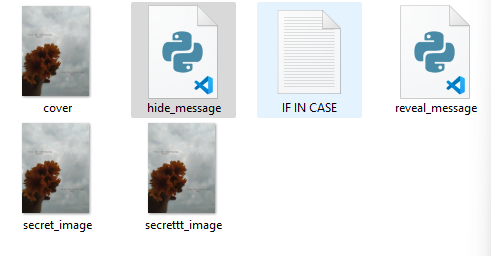 cover
hide_message
IF IN CASE
reveal_message
secret_image
secrettt_image